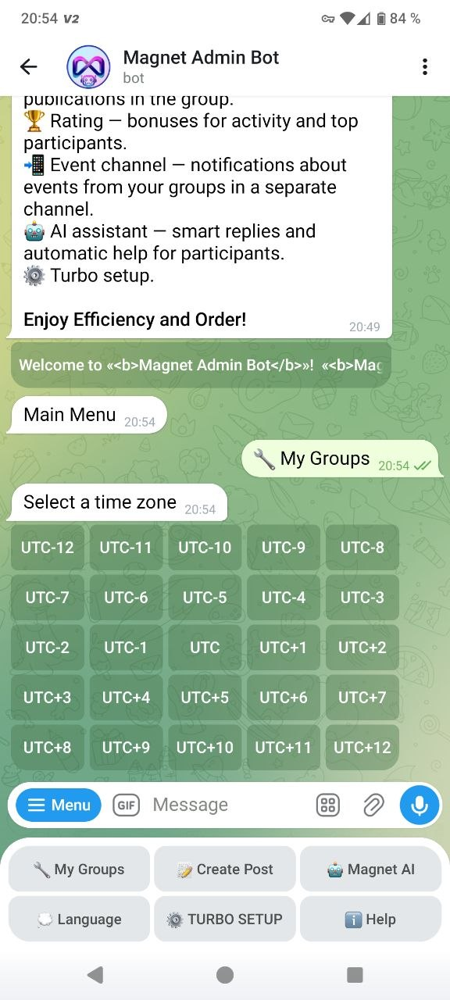 20:54 V2 84 %
Magnet Admin Bot
bot
publications in the group.
🏆 Rating — bonuses for activity and top
participants.
📲 Event channel — notifications about
events from your groups in a separate
channel.
🤖 AI assistant — smart replies and
automatic help for participants.
⚙️ Turbo setup.
Enjoy Efficiency and Order!
20:49
Welcome to «<b>Magnet Admin Bot</b>»! «<b>Mag
Main Menu 20:54
🔧 My Groups 20:54
Select a time zone 20:54
UTC-12 UTC-11 UTC-10 UTC-9 UTC-8
UTC-7 UTC-6 UTC-5 UTC-4 UTC-3
UTC-2 UTC-1 UTC UTC+1 UTC+2
UTC+3 UTC+4 UTC+5 UTC+6 UTC+7
UTC+8 UTC+9 UTC+10 UTC+11 UTC+12
Menu GIF Message
🔧 My Groups 📝 Create Post 🤖 Magnet AI
💭 Language ⚙️ TURBO SETUP ℹ️ Help